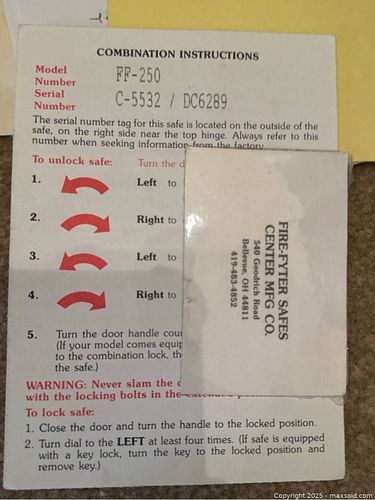 COMBINATION INSTRUCTIONS
Model Number FF-250
Serial Number C-5532 / DC6289
The serial number tag for this safe is located on the outside of the
safe, on the right side near the top hinge. Always refer to this
number when seeking information from the factory.
To unlock safe: Turn the d
1. Left to
2. Right to
3. Left to
4. Right to
5. Turn the door handle cou
(If your model comes equip
to the combination lock, th
the safe.)
WARNING: Never slam the
with the locking bolts in the extended
To lock safe:
1. Close the door and turn the handle to the locked position.
2. Turn dial to the LEFT at least four times. (If safe is equipped
with a key lock, turn the key to the locked position and
remove key.)
FIRE-FYTER SAFES
CENTER MFG CO.
540 Goodrich Road
Bellevue, OH 44811
419-483-4852
Copyright 2025 - maxsold.com